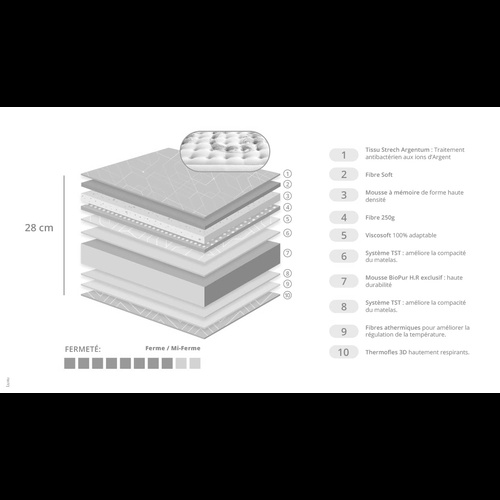 28 cm
1
2
3
4
5
6
7
8
9
10
FERMETÉ:
Ferme / Mi-Ferme
1 Tissu Strech Argentum : Traitement
antibactérien aux ions d'Argent
2 Fibre Soft
3 Mousse à mémoire de forme haute
densité
4 Fibre 250g
5 Viscosoft 100% adaptable
6 Système TST : améliore la compacité
du matelas.
7 Mousse BioPur H.R exclusif : haute
durabilité
8 Système TST : améliore la compacité
du matelas.
9 Fibres athermiques pour améliorer la
régulation de la température.
10 Thermoflex 3D hautement respirants.